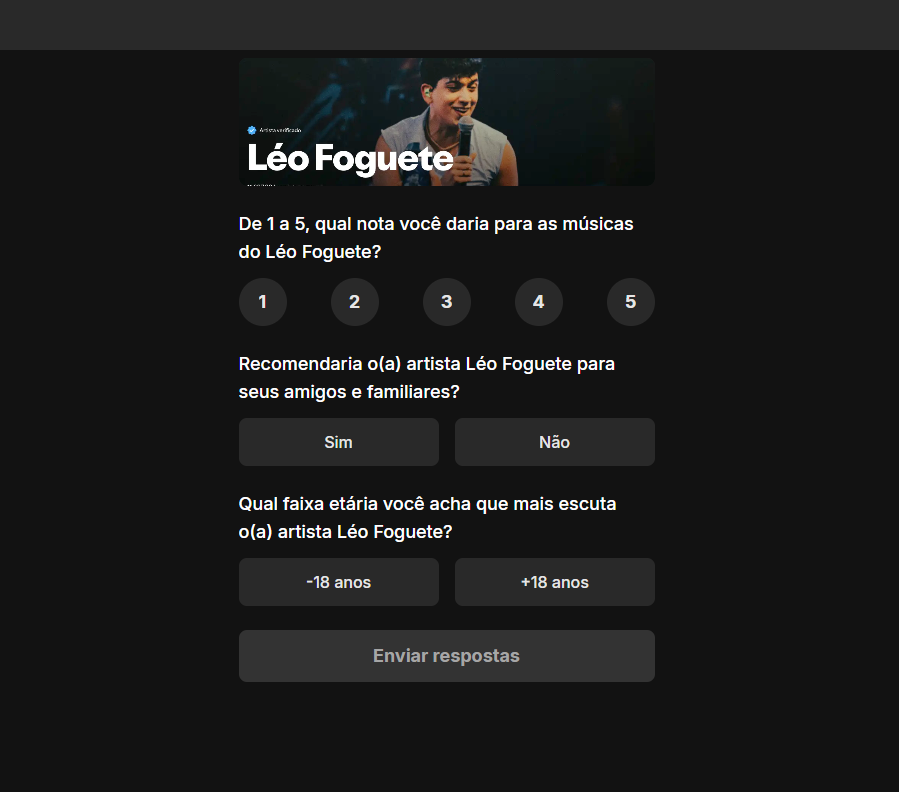 Artista verificado
Léo Foguete
De 1 a 5, qual nota você daria para as músicas
do Léo Foguete?
1 2 3 4 5
Recomendaria o(a) artista Léo Foguete para
seus amigos e familiares?
Sim Não
Qual faixa etária você acha que mais escuta
o(a) artista Léo Foguete?
-18 anos +18 anos
Enviar respostas